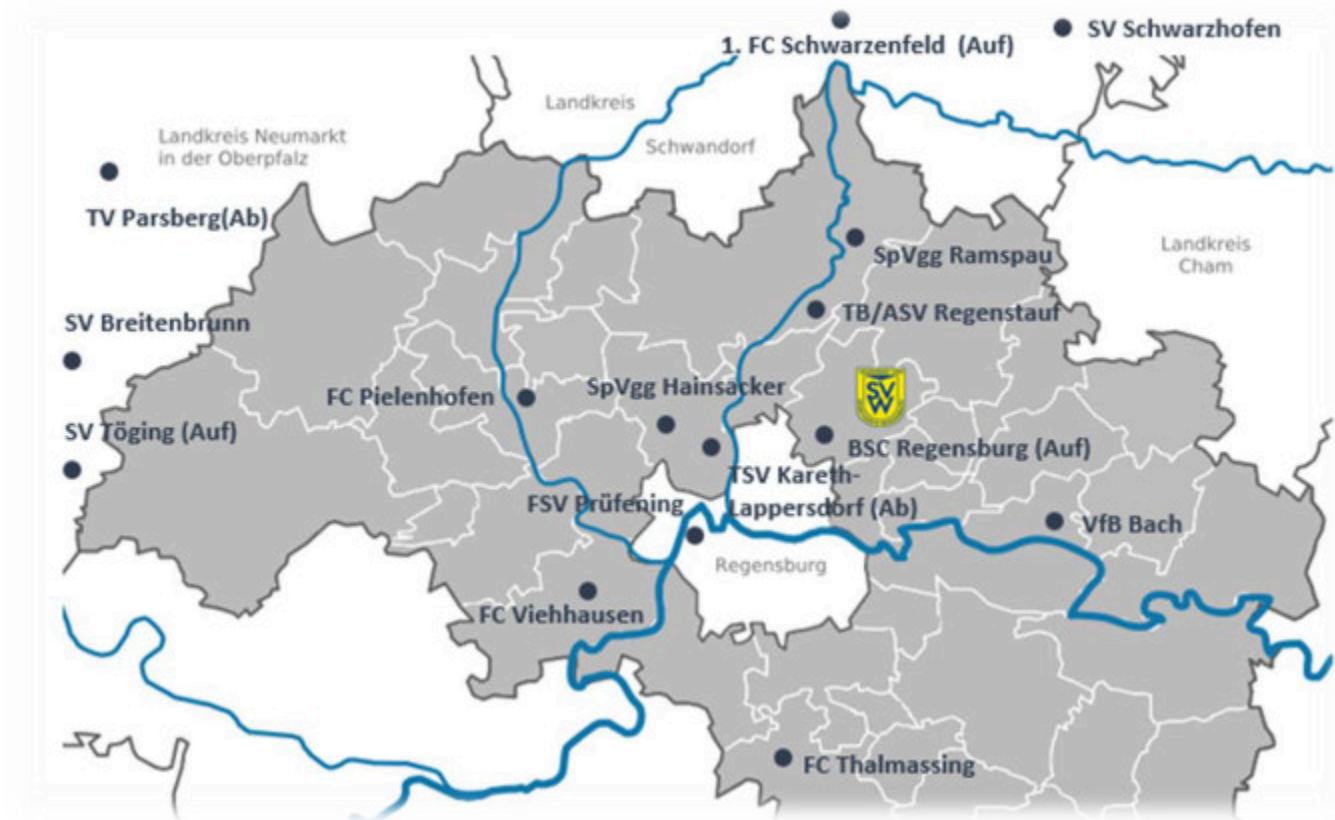 SV Schwarzhofen
1. FC Schwarzenfeld (Auf)
Landkreis
Schwandorf
Landkreis Neumarkt
in der Oberpfalz
TV Parsberg(Ab)
SpVgg Ramspau
Landkreis
Cham
TB/ASV Regenstauf
SV Breitenbrunn
SpVgg Hainsacker
FC Pielenhofen
SVW
SV Töging (Auf)
BSC Regensburg (Auf)
TSV Kareth-
Lappersdorf (Ab)
FSV Prüfening
VfB Bach
Regensburg
FC Viehhausen
FC Thalmassing